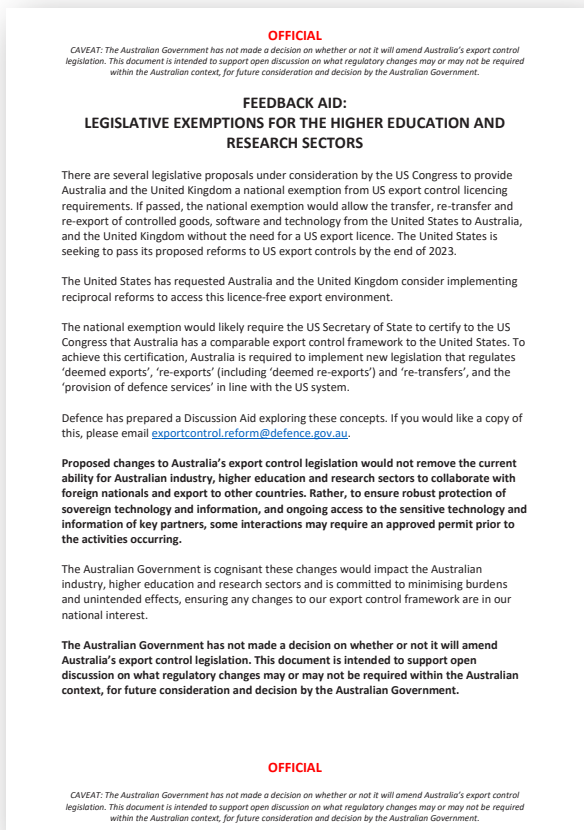 OFFICIAL
CAVEAT: The Australian Government has not made a decision on whether or not it will amend Australia's export control
legislation. This document is intended to support open discussion on what regulatory changes may or may not be required
within the Australian context, for future consideration and decision by the Australian Government.
FEEDBACK AID:
LEGISLATIVE EXEMPTIONS FOR THE HIGHER EDUCATION AND
RESEARCH SECTORS
There are several legislative proposals under consideration by the US Congress to provide
Australia and the United Kingdom a national exemption from US export control licencing
requirements. If passed, the national exemption would allow the transfer, re-transfer and
re-export of controlled goods, software and technology from the United States to Australia,
and the United Kingdom without the need for a US export licence. The United States is
seeking to pass its proposed reforms to US export controls by the end of 2023.
The United States has requested Australia and the United Kingdom consider implementing
reciprocal reforms to access this licence-free export environment.
The national exemption would likely require the US Secretary of State to certify to the US
Congress that Australia has a comparable export control framework to the United States. To
achieve this certification, Australia is required to implement new legislation that regulates
'deemed exports', 're-exports' (including 'deemed re-exports') and 're-transfers', and the
'provision of defence services' in line with the US system.
Defence has prepared a Discussion Aid exploring these concepts. If you would like a copy of
this, please email exportcontrol.reform@defence.gov.au.
Proposed changes to Australia's export control legislation would not remove the current
ability for Australian industry, higher education and research sectors to collaborate with
foreign nationals and export to other countries. Rather, to ensure robust protection of
sovereign technology and information, and ongoing access to the sensitive technology and
information of key partners, some interactions may require an approved permit prior to
the activities occurring.
The Australian Government is cognisant these changes would impact the Australian
industry, higher education and research sectors and is committed to minimising burdens
and unintended effects, ensuring any changes to our export control framework are in our
national interest.
The Australian Government has not made a decision on whether or not it will amend
Australia's export control legislation. This document is intended to support open
discussion on what regulatory changes may or may not be required within the Australian
context, for future consideration and decision by the Australian Government.
OFFICIAL
CAVEAT: The Australian Government has not made a decision on whether or not it will amend Australia's export control
legislation. This document is intended to support open discussion on what regulatory changes may or may not be required
within the Australian context, for future consideration and decision by the Australian Government.